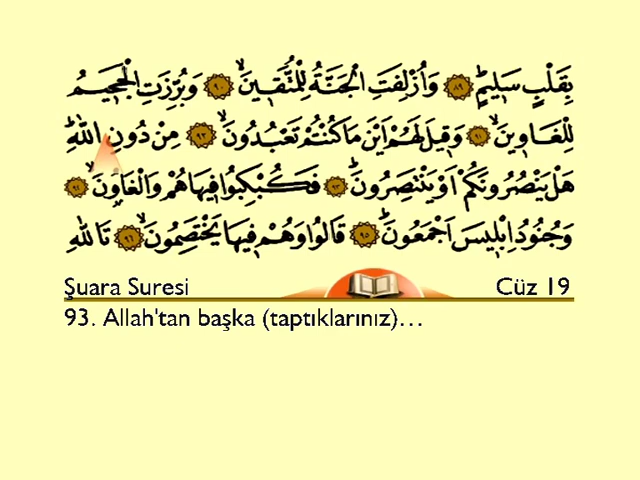 بِقَلْبٍ سَلِيمٍ ﴿٨٩﴾ وَاُزْلِفَتِ الْجَنَّةُ لِلْمُتَّقِينَ ﴿٩٠﴾ وَبُرِّزَتِ الْجَحِيمُ
لِلْغَاوِينَ ﴿٩١﴾ وَقِيلَ لَهُمْ اَيْنَ مَا كُنْتُمْ تَعْبُدُونَ ﴿٩٢﴾ مِنْ دُونِ اللّٰهِ
هَلْ يَنْصُرُونَكُمْ اَوْ يَنْتَصِرُونَ ﴿٩٣﴾ فَكُبْكِبُوا فِيهَا هُمْ وَالْغَاوُنَ ﴿٩٤﴾
وَجُنُودُ اِبْلِيسَ اَجْمَعُونَ ﴿٩٥﴾ قَالُوا وَهُمْ فِيهَا يَخْتَصِمُونَ ﴿٩٦﴾ تَاللّٰهِ
Şuara Suresi Cüz 19
93. Allah'tan başka (taptıklarınız)…